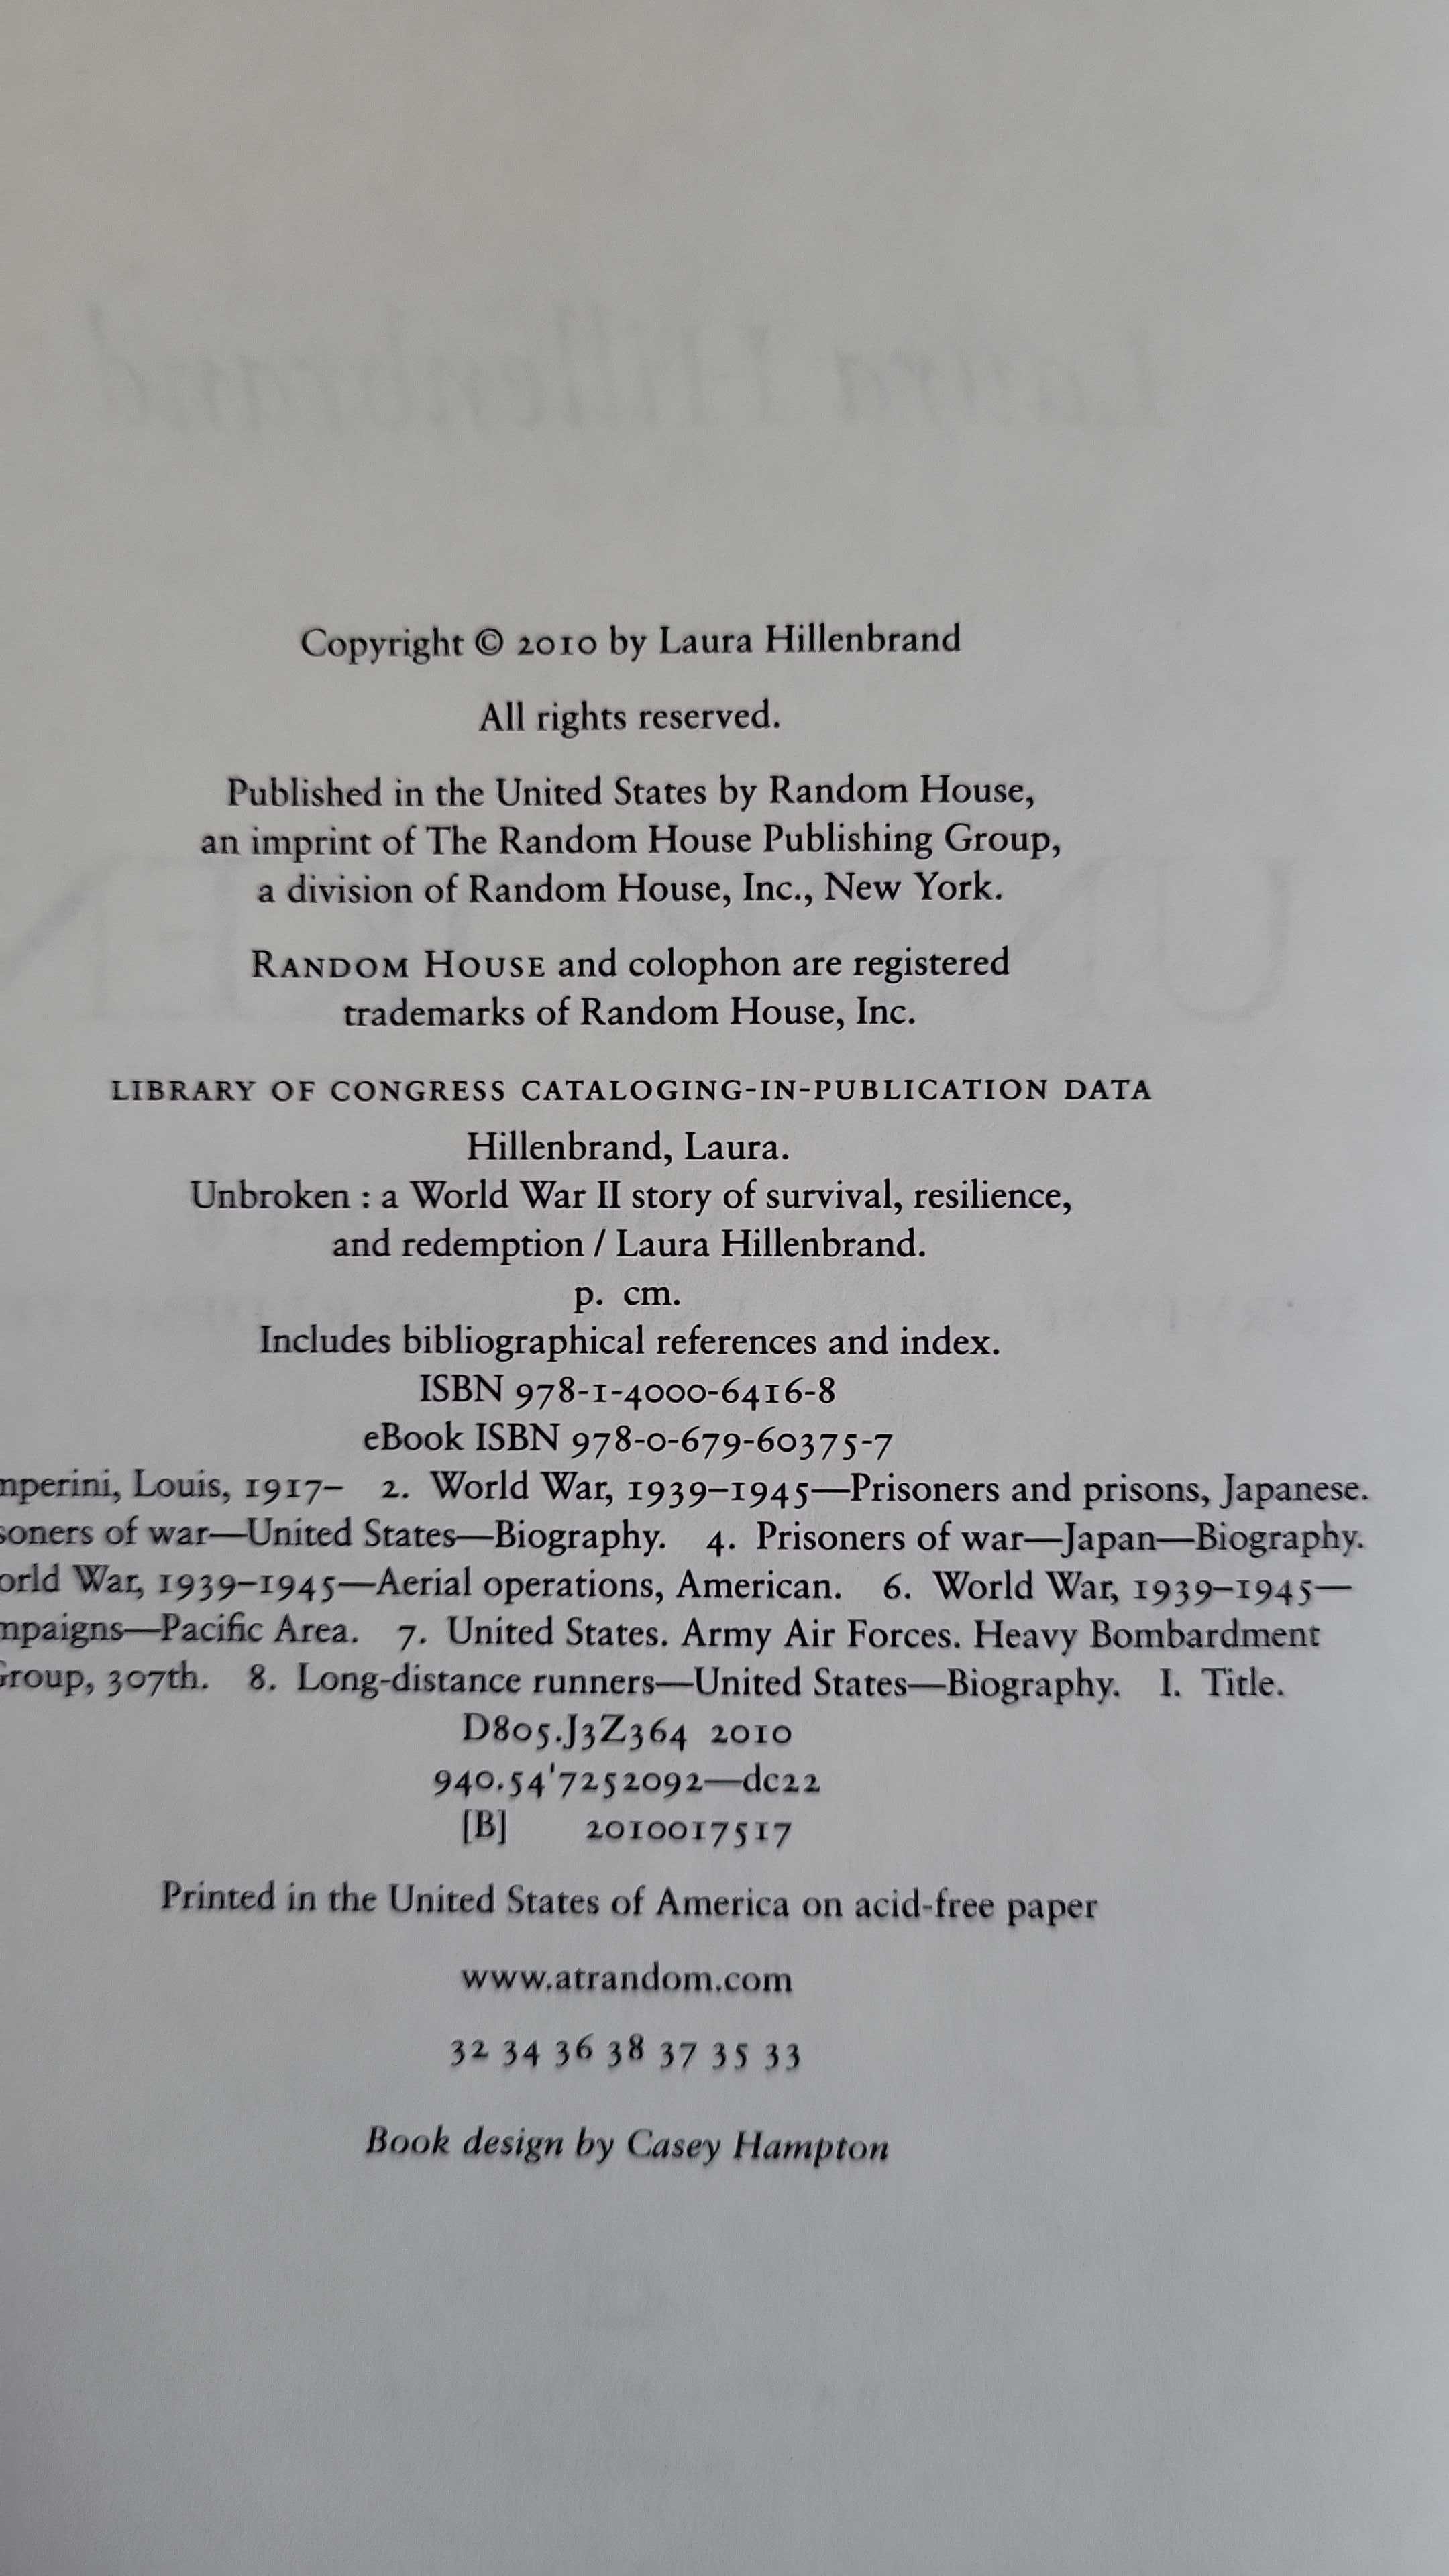 Copyright © 2010 by Laura Hillenbrand
All rights reserved.
Published in the United States by Random House,
an imprint of The Random House Publishing Group,
a division of Random House, Inc., New York.
RANDOM HOUSE and colophon are registered
trademarks of Random House, Inc.
LIBRARY OF CONGRESS CATALOGING-IN-PUBLICATION DATA
Hillenbrand, Laura.
Unbroken : a World War II story of survival, resilience,
and redemption / Laura Hillenbrand.
p. cm.
Includes bibliographical references and index.
ISBN 978-1-4000-6416-8
eBook ISBN 978-0-679-60375-7
mperini, Louis, 1917– 2. World War, 1939–1945—Prisoners and prisons, Japanese.
soners of war—United States—Biography. 4. Prisoners of war—Japan—Biography.
orld War, 1939–1945—Aerial operations, American. 6. World War, 1939–1945—
mpaigns—Pacific Area. 7. United States. Army Air Forces. Heavy Bombardment
Group, 307th. 8. Long-distance runners—United States—Biography. I. Title.
D805.J3Z364 2010
940.54'7252092—dc22
[B] 2010017517
Printed in the United States of America on acid-free paper
www.atrandom.com
32 34 36 38 37 35 33
Book design by Casey Hampton